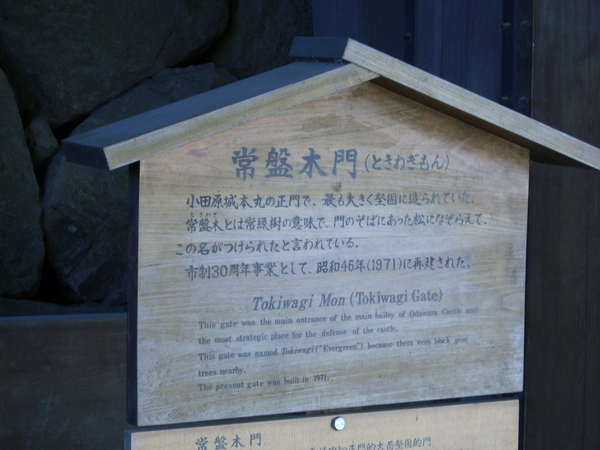 常盤木門(ときわぎもん)
小田原城本丸の正門で、最も大きく堅固に造られていた。
ときわぎ
常盤木とは常緑樹の意味で、門のそばにあった松になぞらえて、
この名がつけられたと言われている。
市制30周年事業として、昭和46年(1971)に再建された。
Tokiwagi Mon (Tokiwagi Gate)
This gate was the main entrance of the main bailey of Odawara Castle and
the most strategic place for the defense of the castle.
This gate was named Tokiwagi ("Evergreen") because there were black pine
trees nearby.
The present gate was built in 1971.
常盤木門